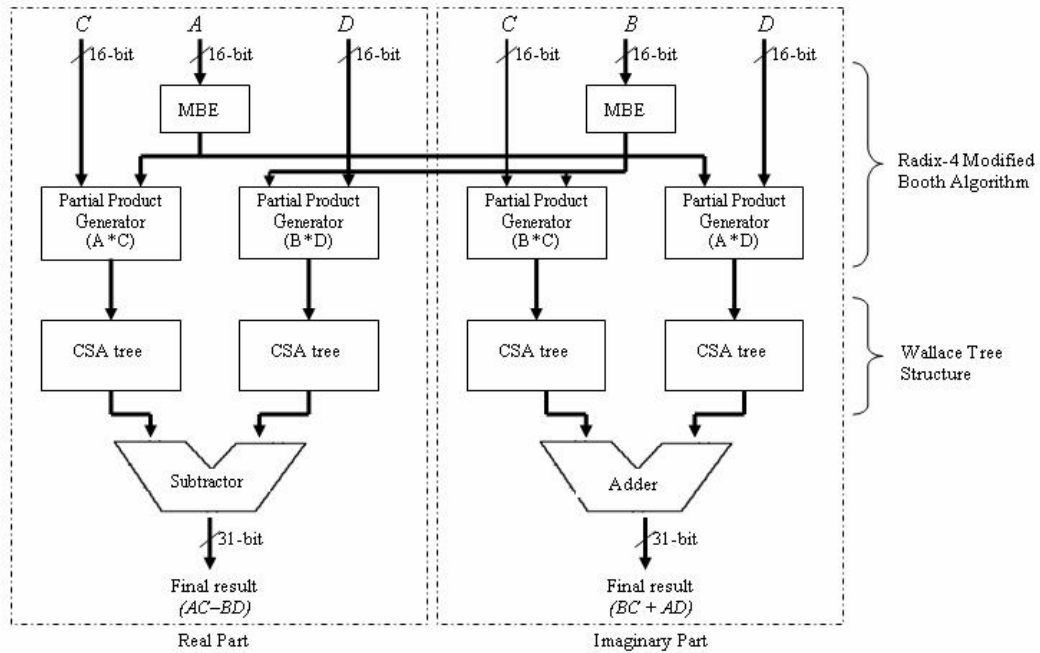 C A D C B D
16-bit 16-bit 16-bit 16-bit 16-bit 16-bit
MBE MBE
Radix-4 Modified
Booth Algorithm
Partial Product
Generator
(A *C)
Partial Product
Generator
(B*D)
Partial Product
Generator
(B*C)
Partial Product
Generator
(A*D)
CSA tree CSA tree CSA tree CSA tree
Wallace Tree
Structure
Subtractor Adder
31-bit 31-bit
Final result
(AC–BD)
Final result
(BC + AD)
Real Part Imaginary Part